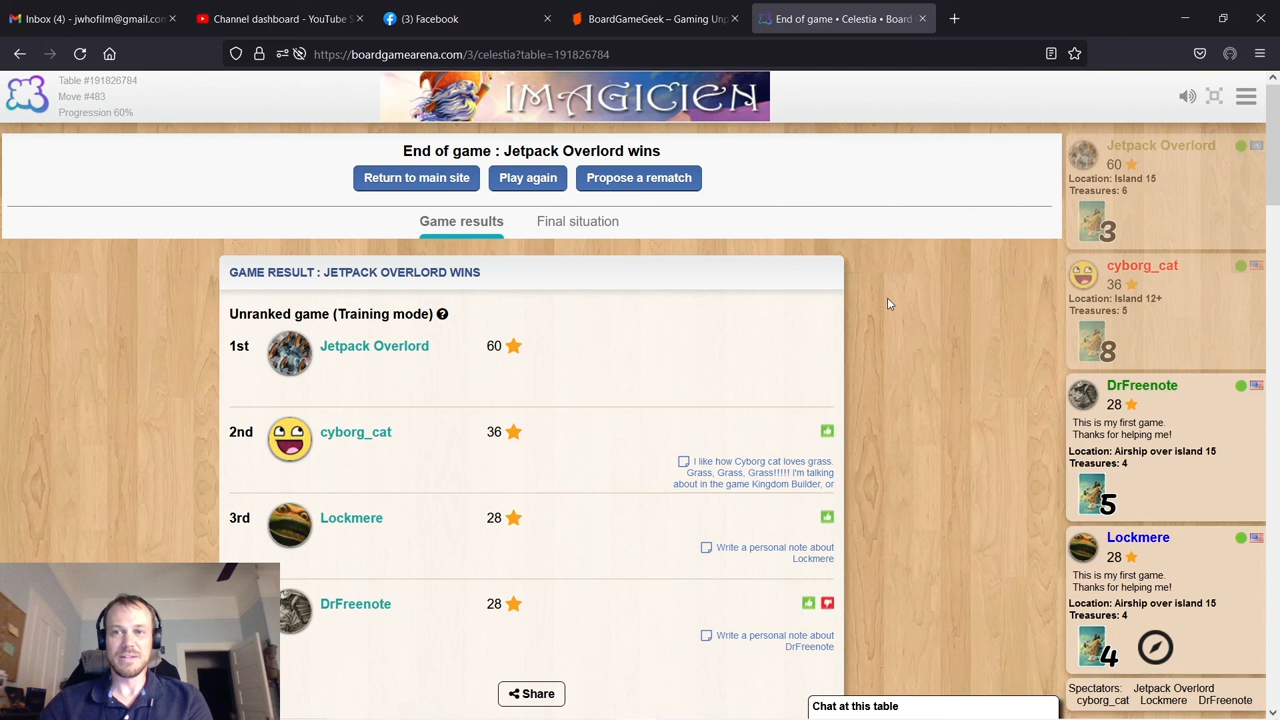 Inbox (4) - jwhofilm@gmail.com
Channel dashboard - YouTube S
(3) Facebook
BoardGameGeek – Gaming Unp
End of game • Celestia • Board
https://boardgamearena.com/3/celestia?table=191826784
Table #191826784
Move #483
Progression 60%
IMAGICIEN
End of game : Jetpack Overlord wins
Return to main site
Play again
Propose a rematch
Game results
Final situation
GAME RESULT : JETPACK OVERLORD WINS
Unranked game (Training mode) ?
1st Jetpack Overlord 60
2nd cyborg_cat 36
I like how Cyborg cat loves grass.
Grass, Grass, Grass!!!!! I'm talking
about in the game Kingdom Builder, or
3rd Lockmere 28
Write a personal note about
Lockmere
DrFreenote 28
Write a personal note about
DrFreenote
Share
Jetpack Overlord
60
Location: Island 15
Treasures: 6
3
cyborg_cat
36
Location: Island 12+
Treasures: 5
8
DrFreenote
28
This is my first game.
Thanks for helping me!
Location: Airship over island 15
Treasures: 4
5
Lockmere
28
This is my first game.
Thanks for helping me!
Location: Airship over island 15
Treasures: 4
4
Spectators: Jetpack Overlord
cyborg_cat Lockmere DrFreenote
Chat at this table